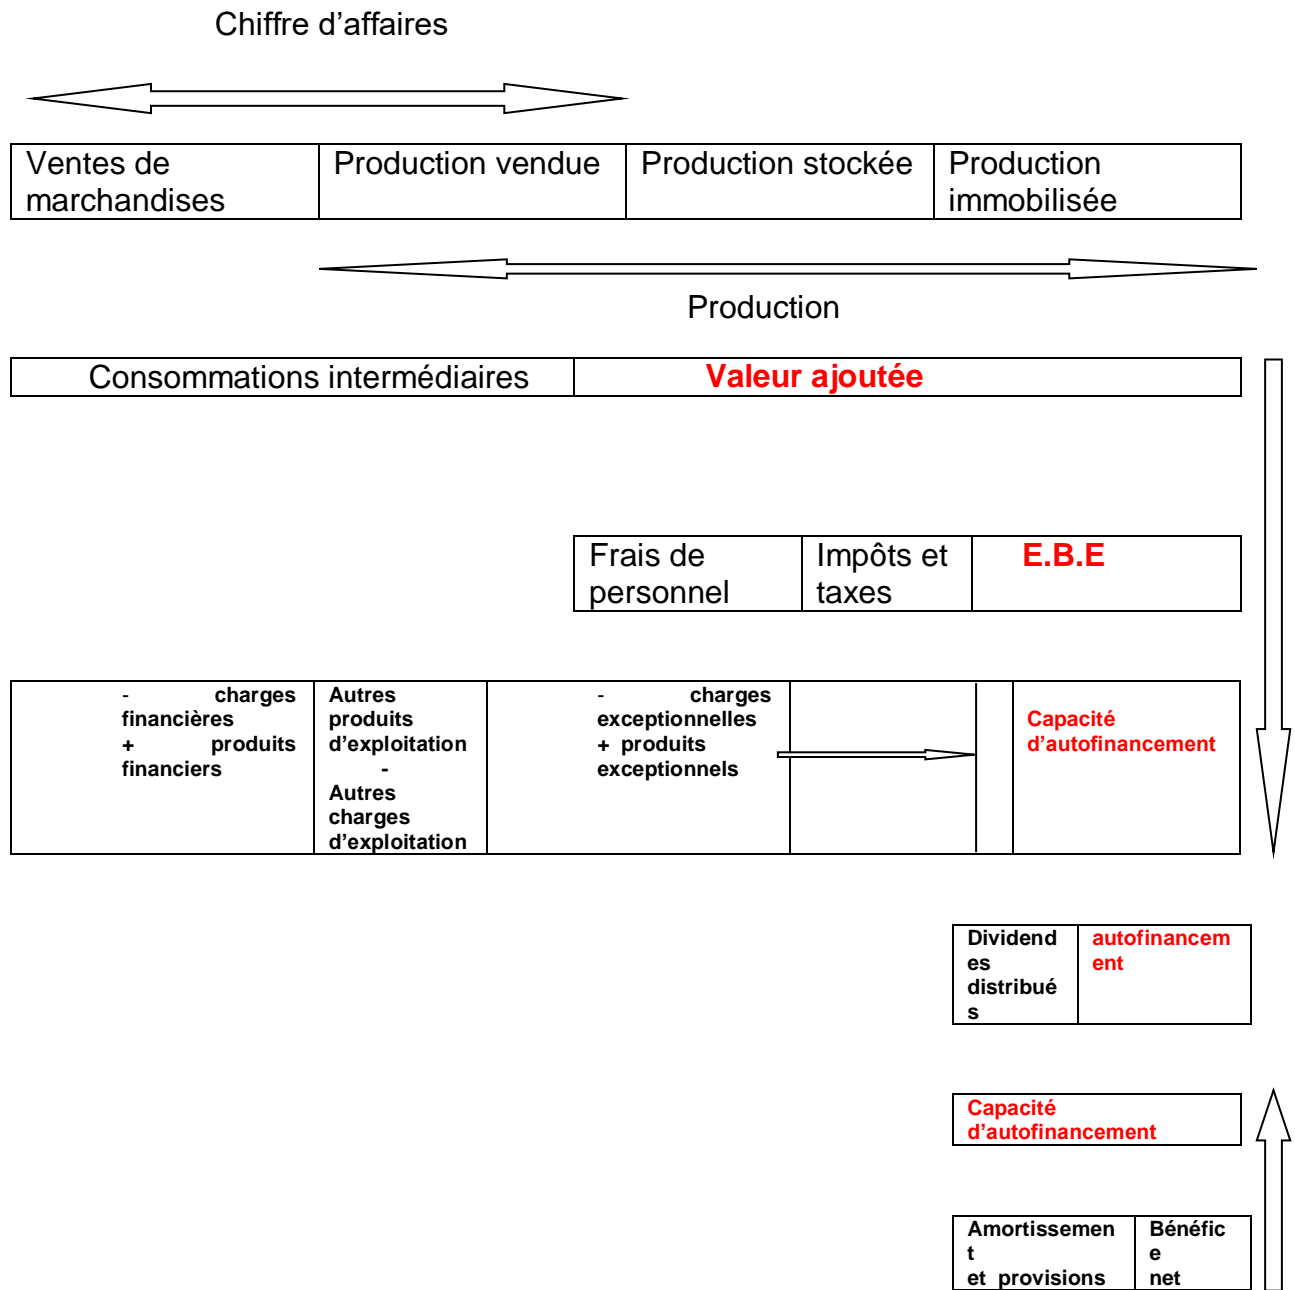 Chiffre d’affaires
Ventes de
marchandises
Production vendue
Production stockée
Production
immobilisée
Production
Consommations intermédiaires
Valeur ajoutée
Frais de
personnel
Impôts et
taxes
E.B.E
- charges
financières
+ produits
financiers
Autres
produits
d’exploitation
-
Autres
charges
d’exploitation
- charges
exceptionnelles
+ produits
exceptionnels
Capacité
d’autofinancement
Dividend
es
distribué
s
autofinancem
ent
Capacité
d’autofinancement
Amortissemen
t
et provisions
Bénéfic
e
net